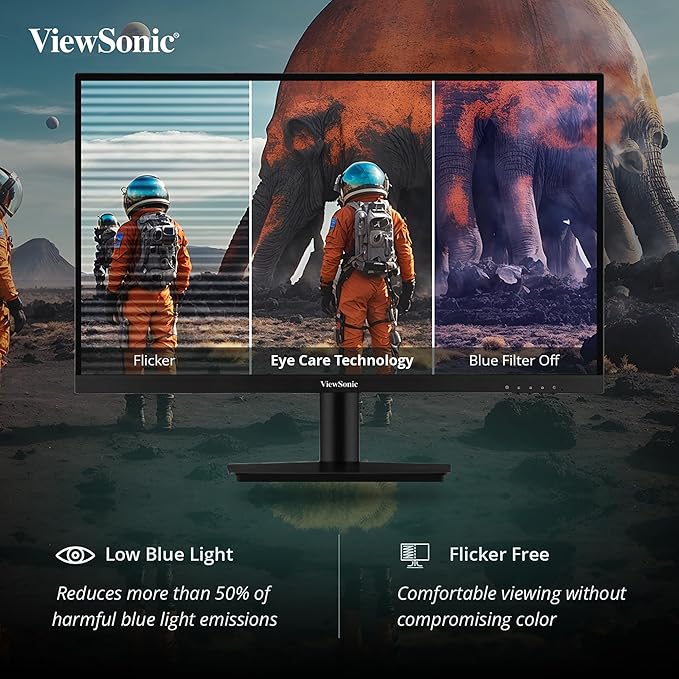 ViewSonic®
Flicker
Eye Care Technology
Blue Filter Off
ViewSonic
Low Blue Light
Reduces more than 50% of
harmful blue light emissions
Flicker Free
Comfortable viewing without
compromising color